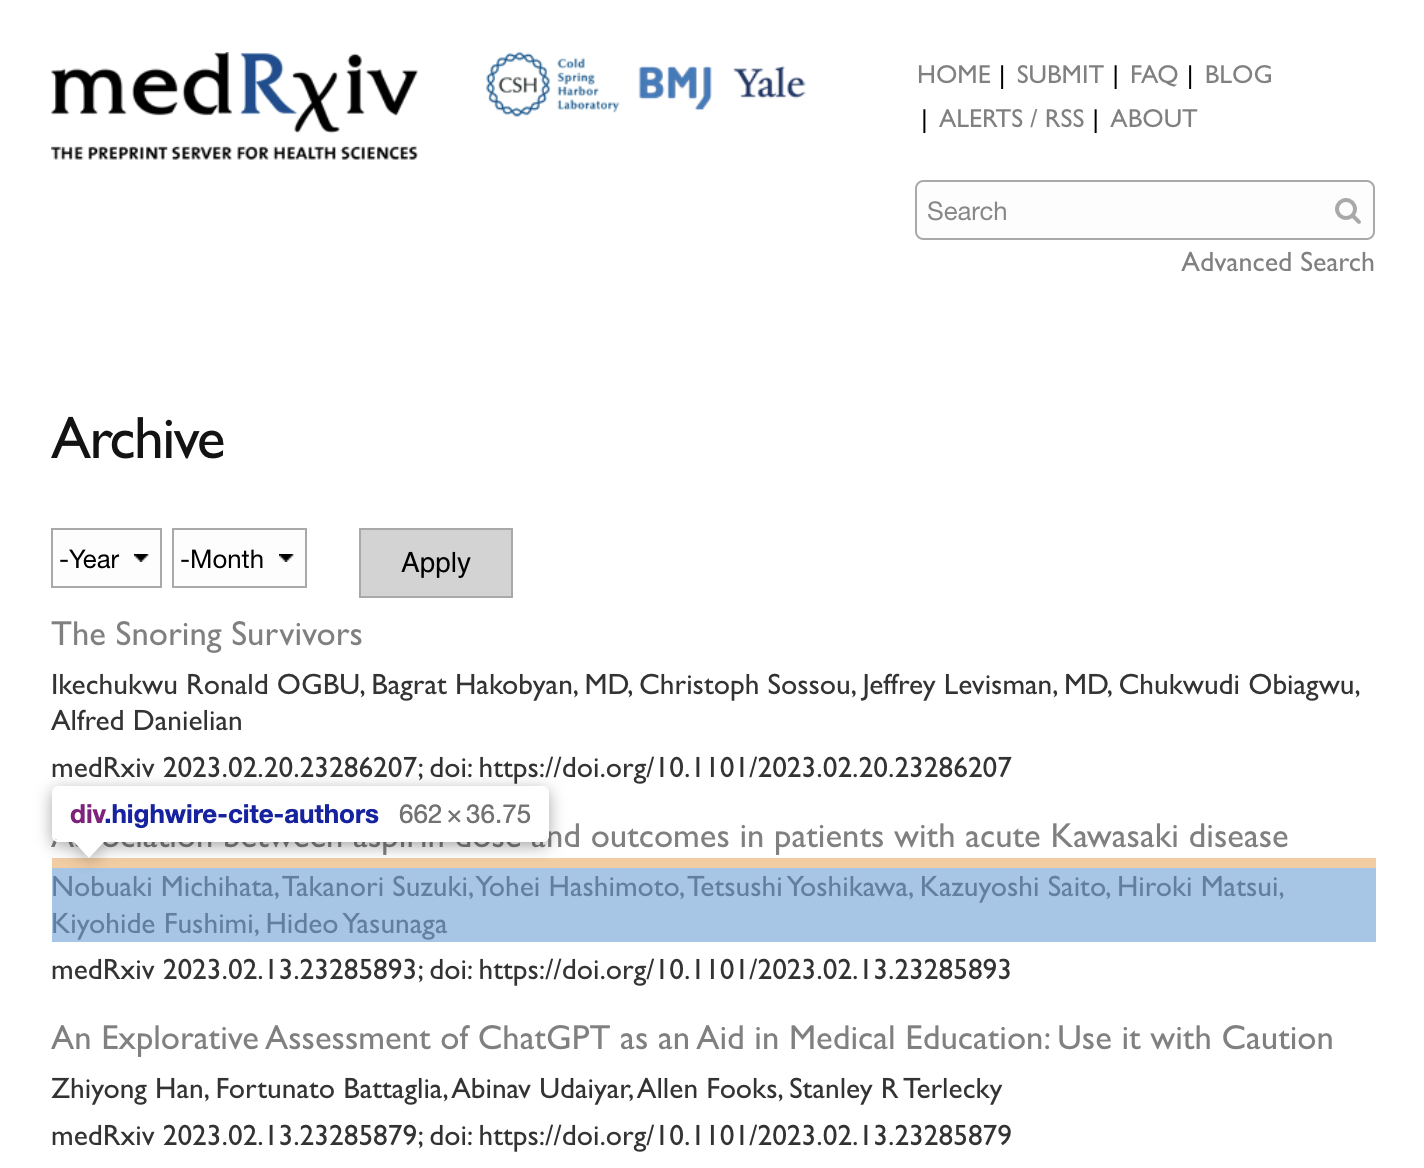 medRxiv
THE PREPRINT SERVER FOR HEALTH SCIENCES
CSH
Cold
Spring
Harbor
Laboratory
BMJ
Yale
HOME | SUBMIT | FAQ | BLOG
| ALERTS / RSS | ABOUT
Search
Advanced Search
Archive
-Year
-Month
Apply
The Snoring Survivors
Ikechukwu Ronald OGBU, Bagrat Hakobyan, MD, Christoph Sossou, Jeffrey Levisman, MD, Chukwudi Obiagwu,
Alfred Danielian
medRxiv 2023.02.20.23286207; doi: https://doi.org/10.1101/2023.02.20.23286207
div.highwire-cite-authors 662 × 36.75
Association between aspirin dose and outcomes in patients with acute Kawasaki disease
Nobuaki Michihata, Takanori Suzuki, Yohei Hashimoto, Tetsushi Yoshikawa, Kazuyoshi Saito, Hiroki Matsui,
Kiyohide Fushimi, Hideo Yasunaga
medRxiv 2023.02.13.23285893; doi: https://doi.org/10.1101/2023.02.13.23285893
An Explorative Assessment of ChatGPT as an Aid in Medical Education: Use it with Caution
Zhiyong Han, Fortunato Battaglia, Abinav Udaiyar, Allen Fooks, Stanley R Terlecky
medRxiv 2023.02.13.23285879; doi: https://doi.org/10.1101/2023.02.13.23285879